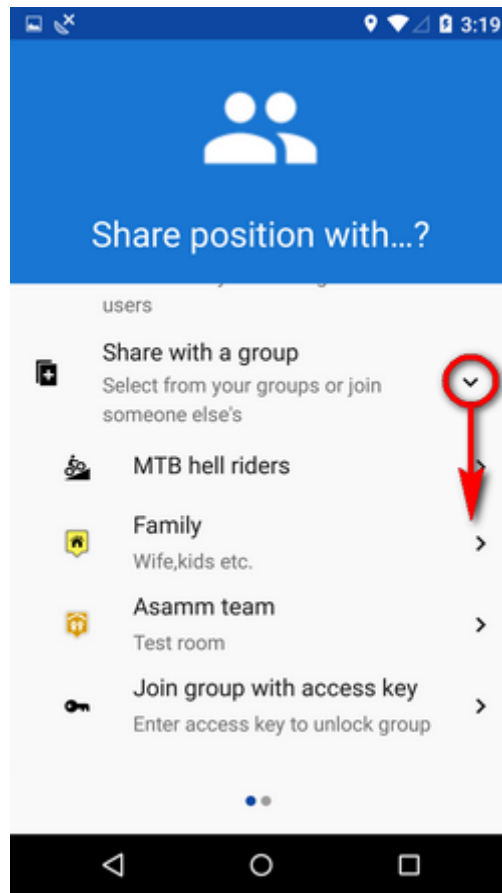 3:19
Share position with...?
users
Share with a group
Select from your groups or join
someone else's
MTB hell riders
Family
Wife,kids etc.
Asamm team
Test room
Join group with access key
Enter access key to unlock group